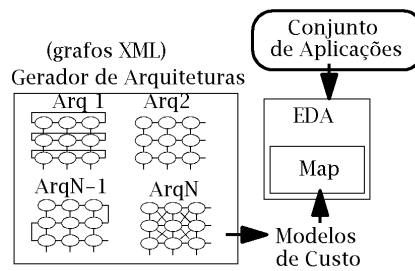 Conjunto
de Aplicações
(grafos XML)
Gerador de Arquiteturas
Arq 1
Arq2
EDA
Map
ArqN-1
ArqN
Modelos
de Custo